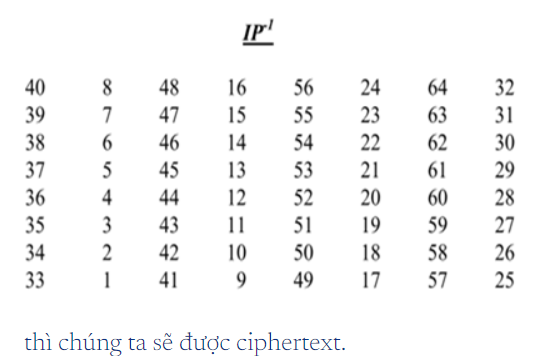 IP⁻¹
40 8 48 16 56 24 64 32
39 7 47 15 55 23 63 31
38 6 46 14 54 22 62 30
37 5 45 13 53 21 61 29
36 4 44 12 52 20 60 28
35 3 43 11 51 19 59 27
34 2 42 10 50 18 58 26
33 1 41 9 49 17 57 25
thì chúng ta sẽ được ciphertext.